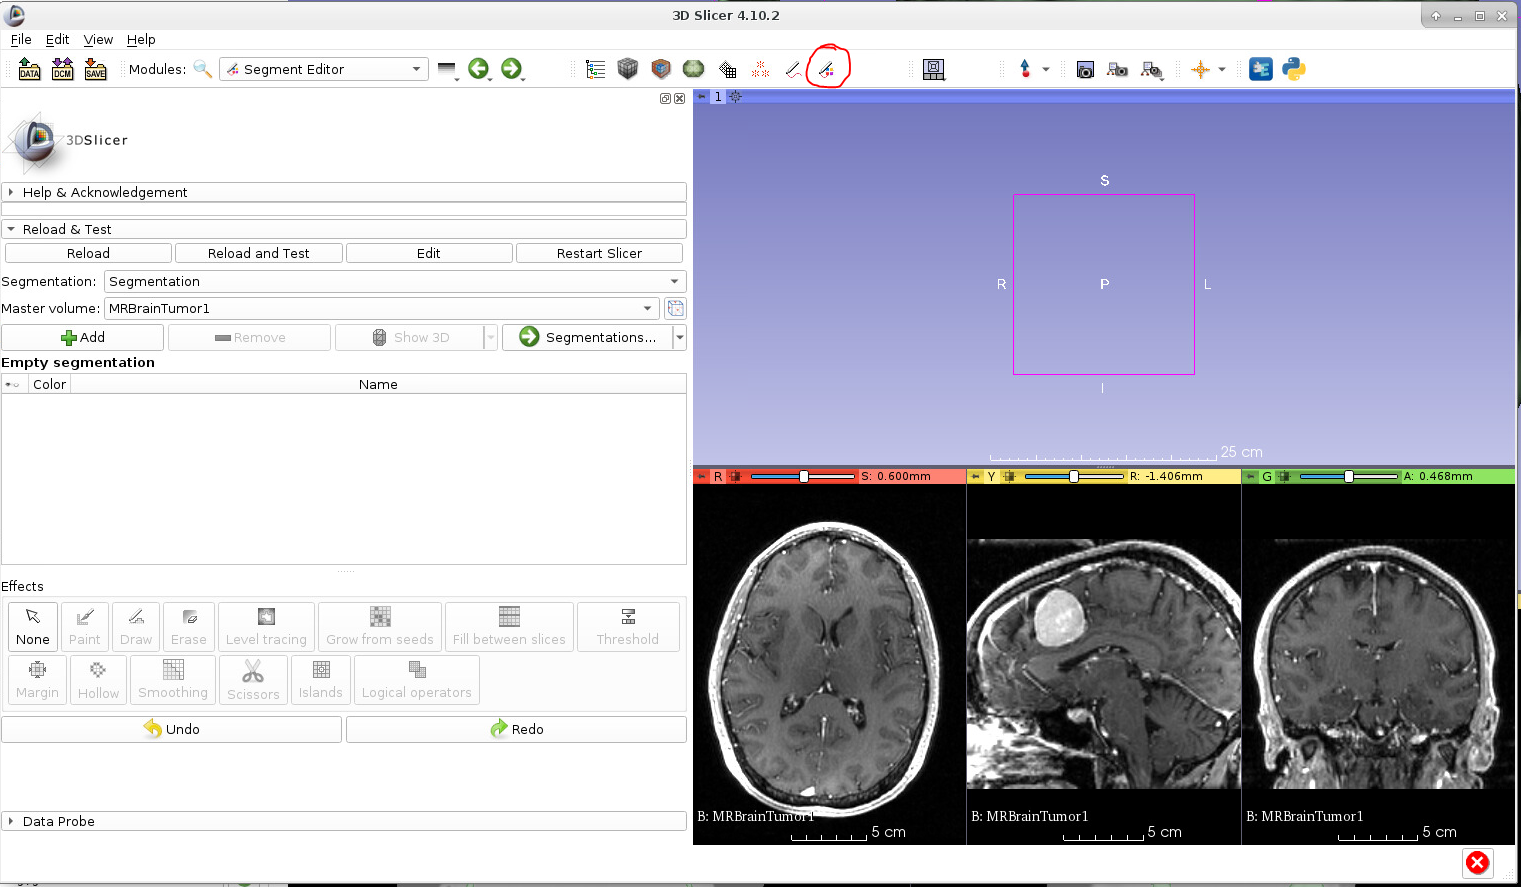 3D Slicer 4.10.2
File Edit View Help
DATA DCM SAVE Modules: Segment Editor
1
3DSlicer
Help & Acknowledgement
Reload & Test
Reload Reload and Test Edit Restart Slicer
Segmentation: Segmentation
Master volume: MRBrainTumor1
Add Remove Show 3D Segmentations...
Empty segmentation
Color Name
Effects
None Paint Draw Erase Level tracing Grow from seeds Fill between slices Threshold
Margin Hollow Smoothing Scissors Islands Logical operators
Undo Redo
Data Probe
S
R P L
I
25 cm
R S: 0.600mm
B: MRBrainTumor1
5 cm
Y R: -1.406mm
B: MRBrainTumor1
5 cm
G A: 0.468mm
B: MRBrainTumor1
5 cm